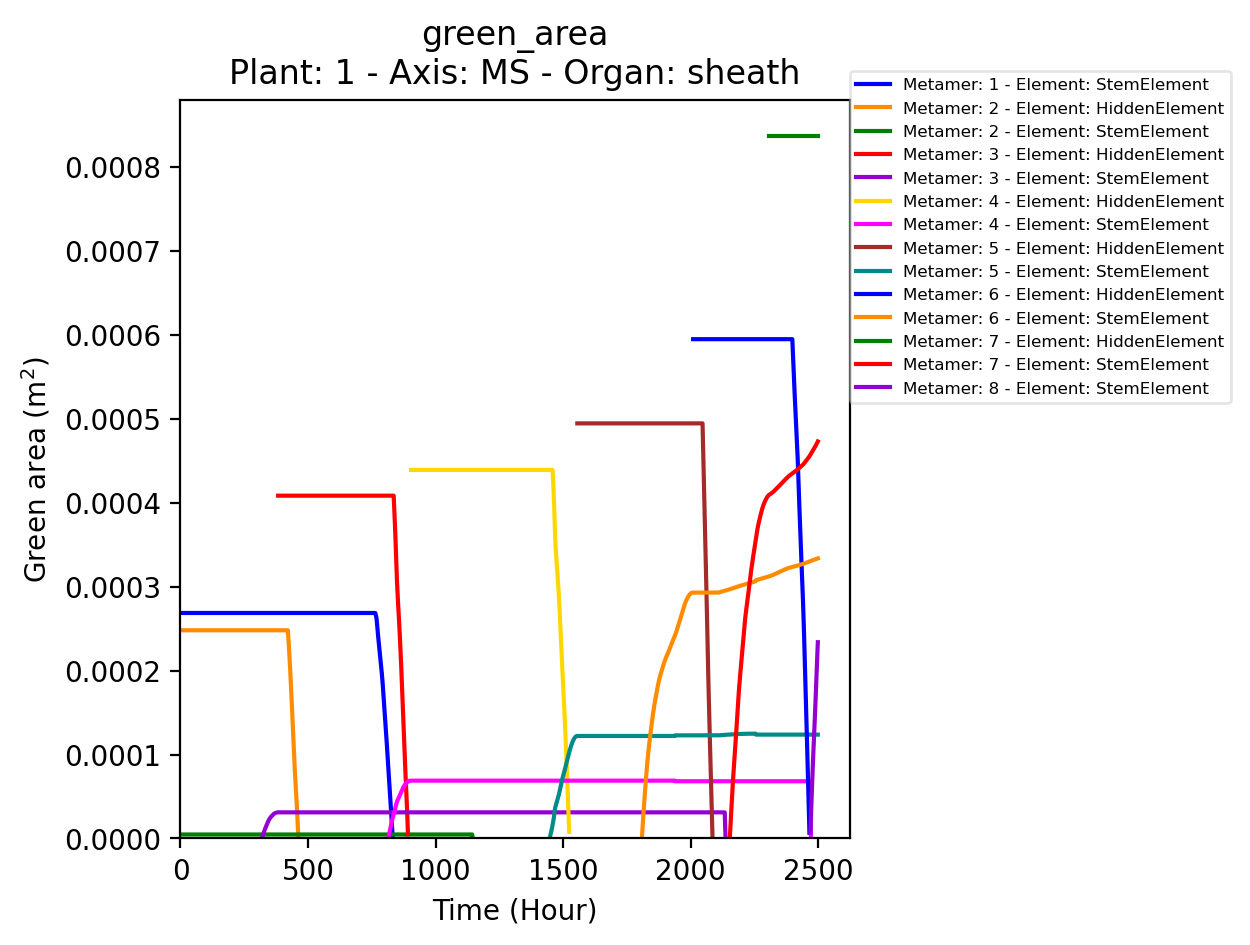 green_area
Plant: 1 - Axis: MS - Organ: sheath
Metamer: 1 - Element: StemElement
Metamer: 2 - Element: HiddenElement
Metamer: 2 - Element: StemElement
Metamer: 3 - Element: HiddenElement
Metamer: 3 - Element: StemElement
Metamer: 4 - Element: HiddenElement
Metamer: 4 - Element: StemElement
Metamer: 5 - Element: HiddenElement
Metamer: 5 - Element: StemElement
Metamer: 6 - Element: HiddenElement
Metamer: 6 - Element: StemElement
Metamer: 7 - Element: HiddenElement
Metamer: 7 - Element: StemElement
Metamer: 8 - Element: StemElement
Green area (m²)
0.0008
0.0007
0.0006
0.0005
0.0004
0.0003
0.0002
0.0001
0.0000
0 500 1000 1500 2000 2500
Time (Hour)